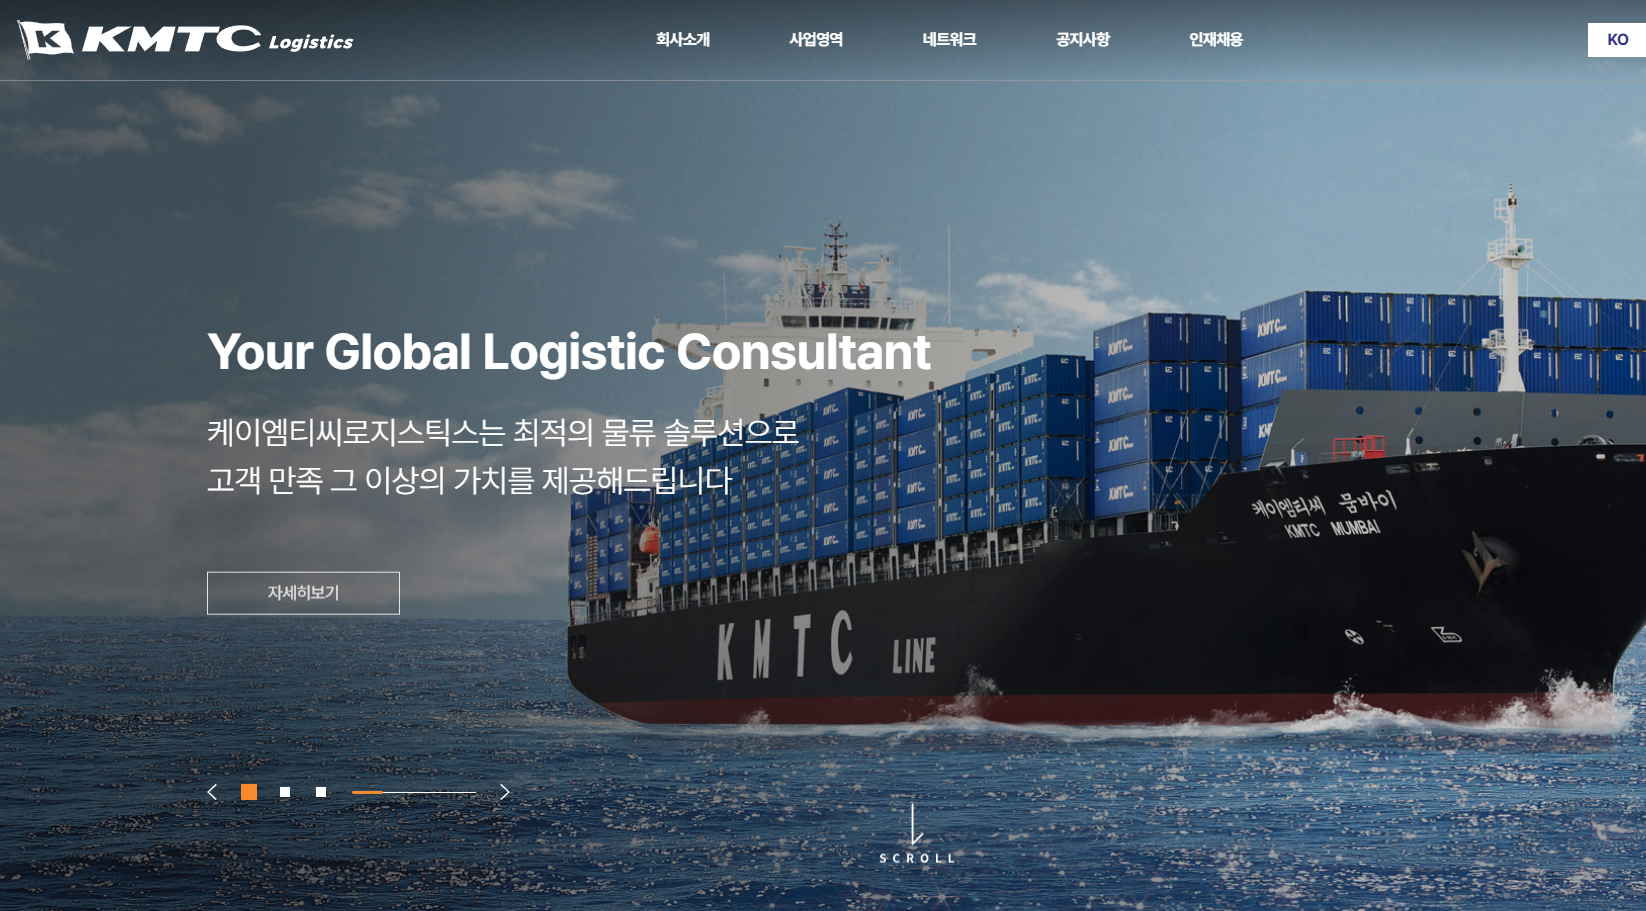 KMTC Logistics
회사소개 사업영역 네트워크 공지사항 인재채용
KO
Your Global Logistic Consultant
케이엠티씨로지스틱스는 최적의 물류 솔루션으로
고객 만족 그 이상의 가치를 제공해드립니다
자세히보기
케이엠티씨 뭄바이
KMTC MUMBAI
KMTC LINE
SCROLL